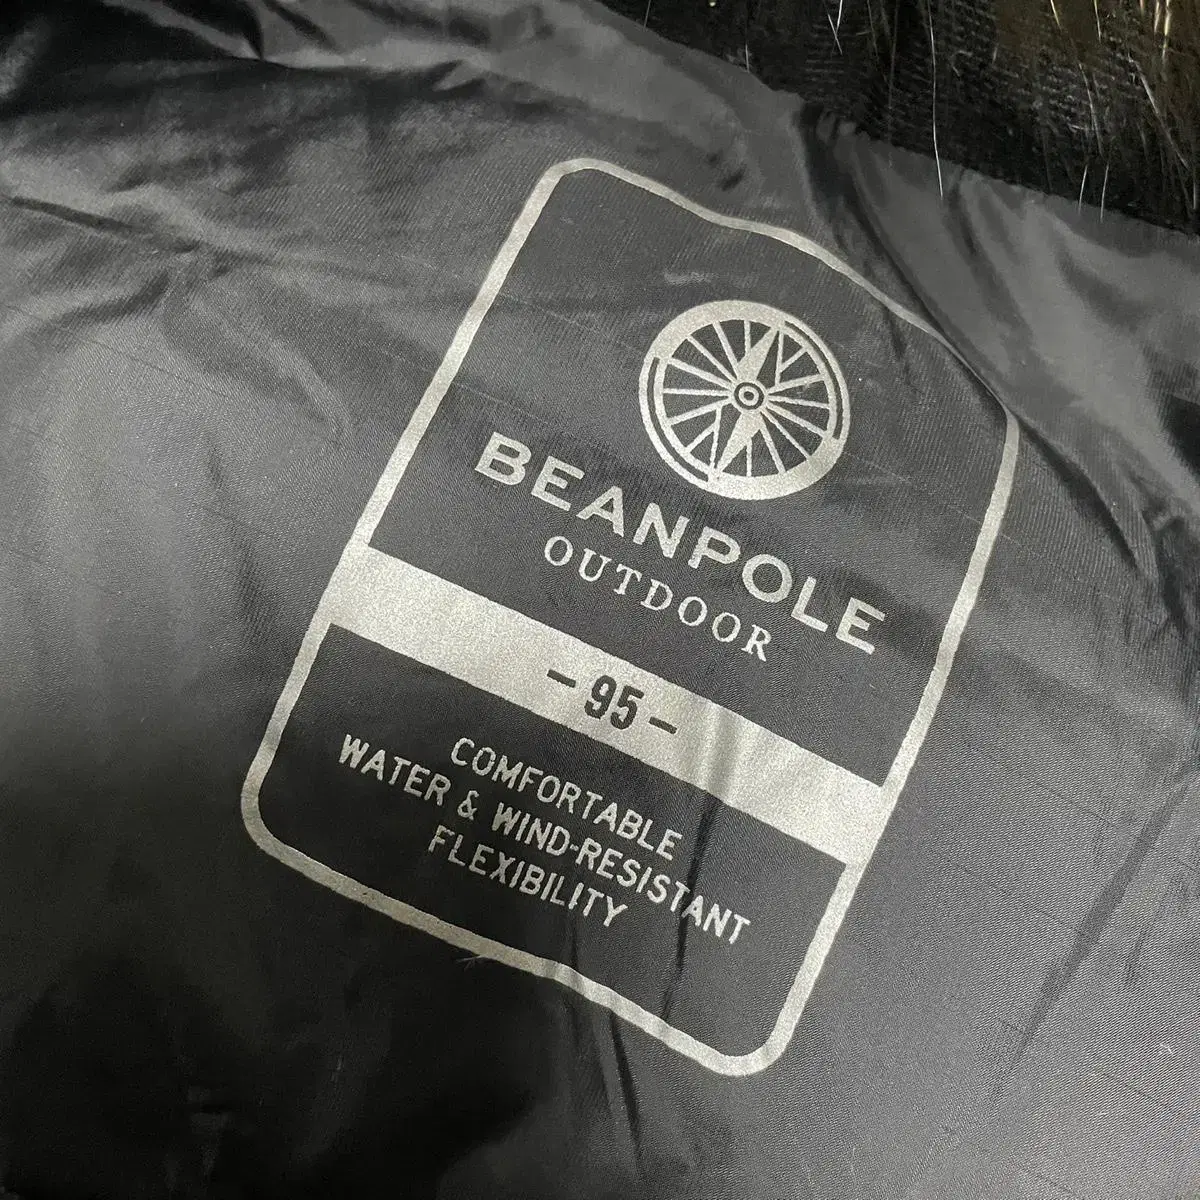 BEANPOLE
OUTDOOR
- 95 -
COMFORTABLE
WATER & WIND-RESISTANT
FLEXIBILITY